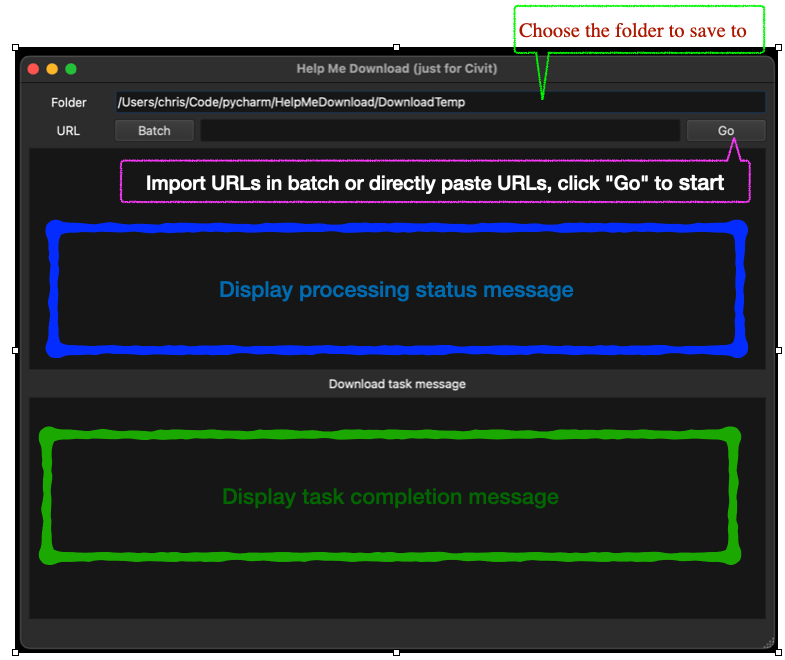 Choose the folder to save to
Help Me Download (just for Civit)
Folder
/Users/chris/Code/pycharm/HelpMeDownload/DownloadTemp
URL
Batch
Go
Import URLs in batch or directly paste URLs, click "Go" to start
Display processing status message
Download task message
Display task completion message